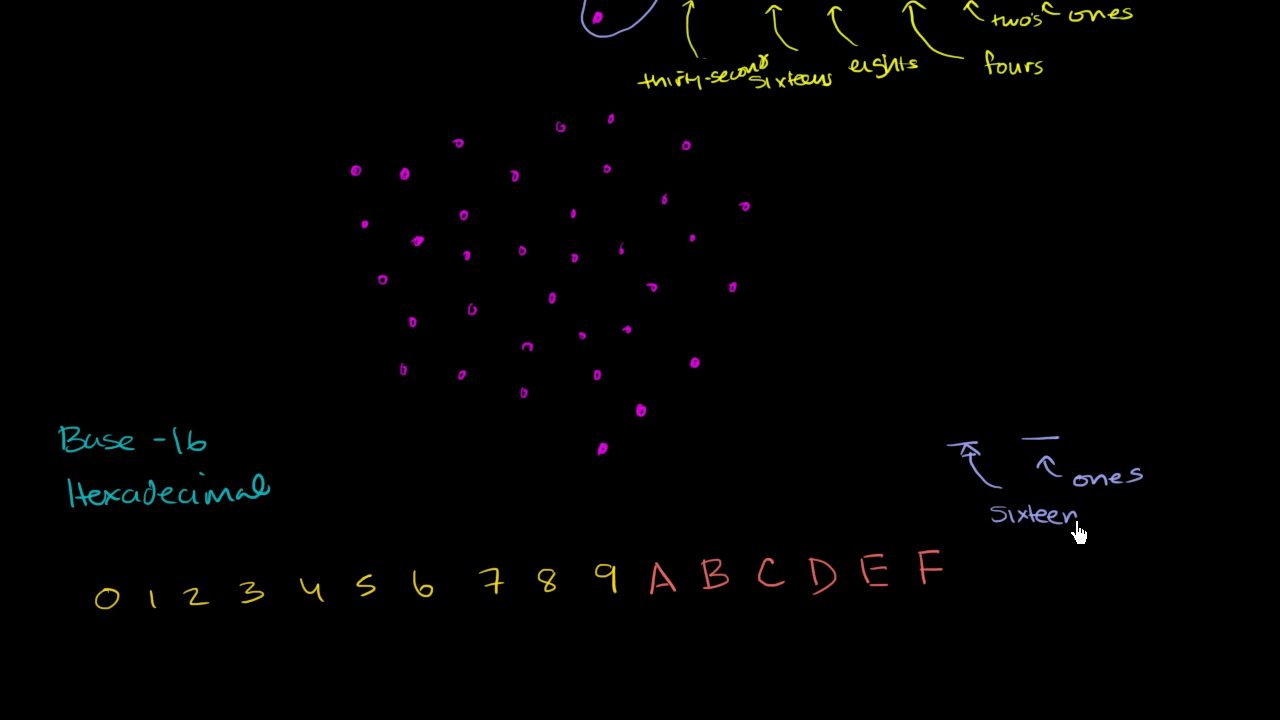 two's ones
thirty-second sixteens eights fours
Base -16
Hexadecimal
ones
sixteen
0 1 2 3 4 5 6 7 8 9 A B C D E F